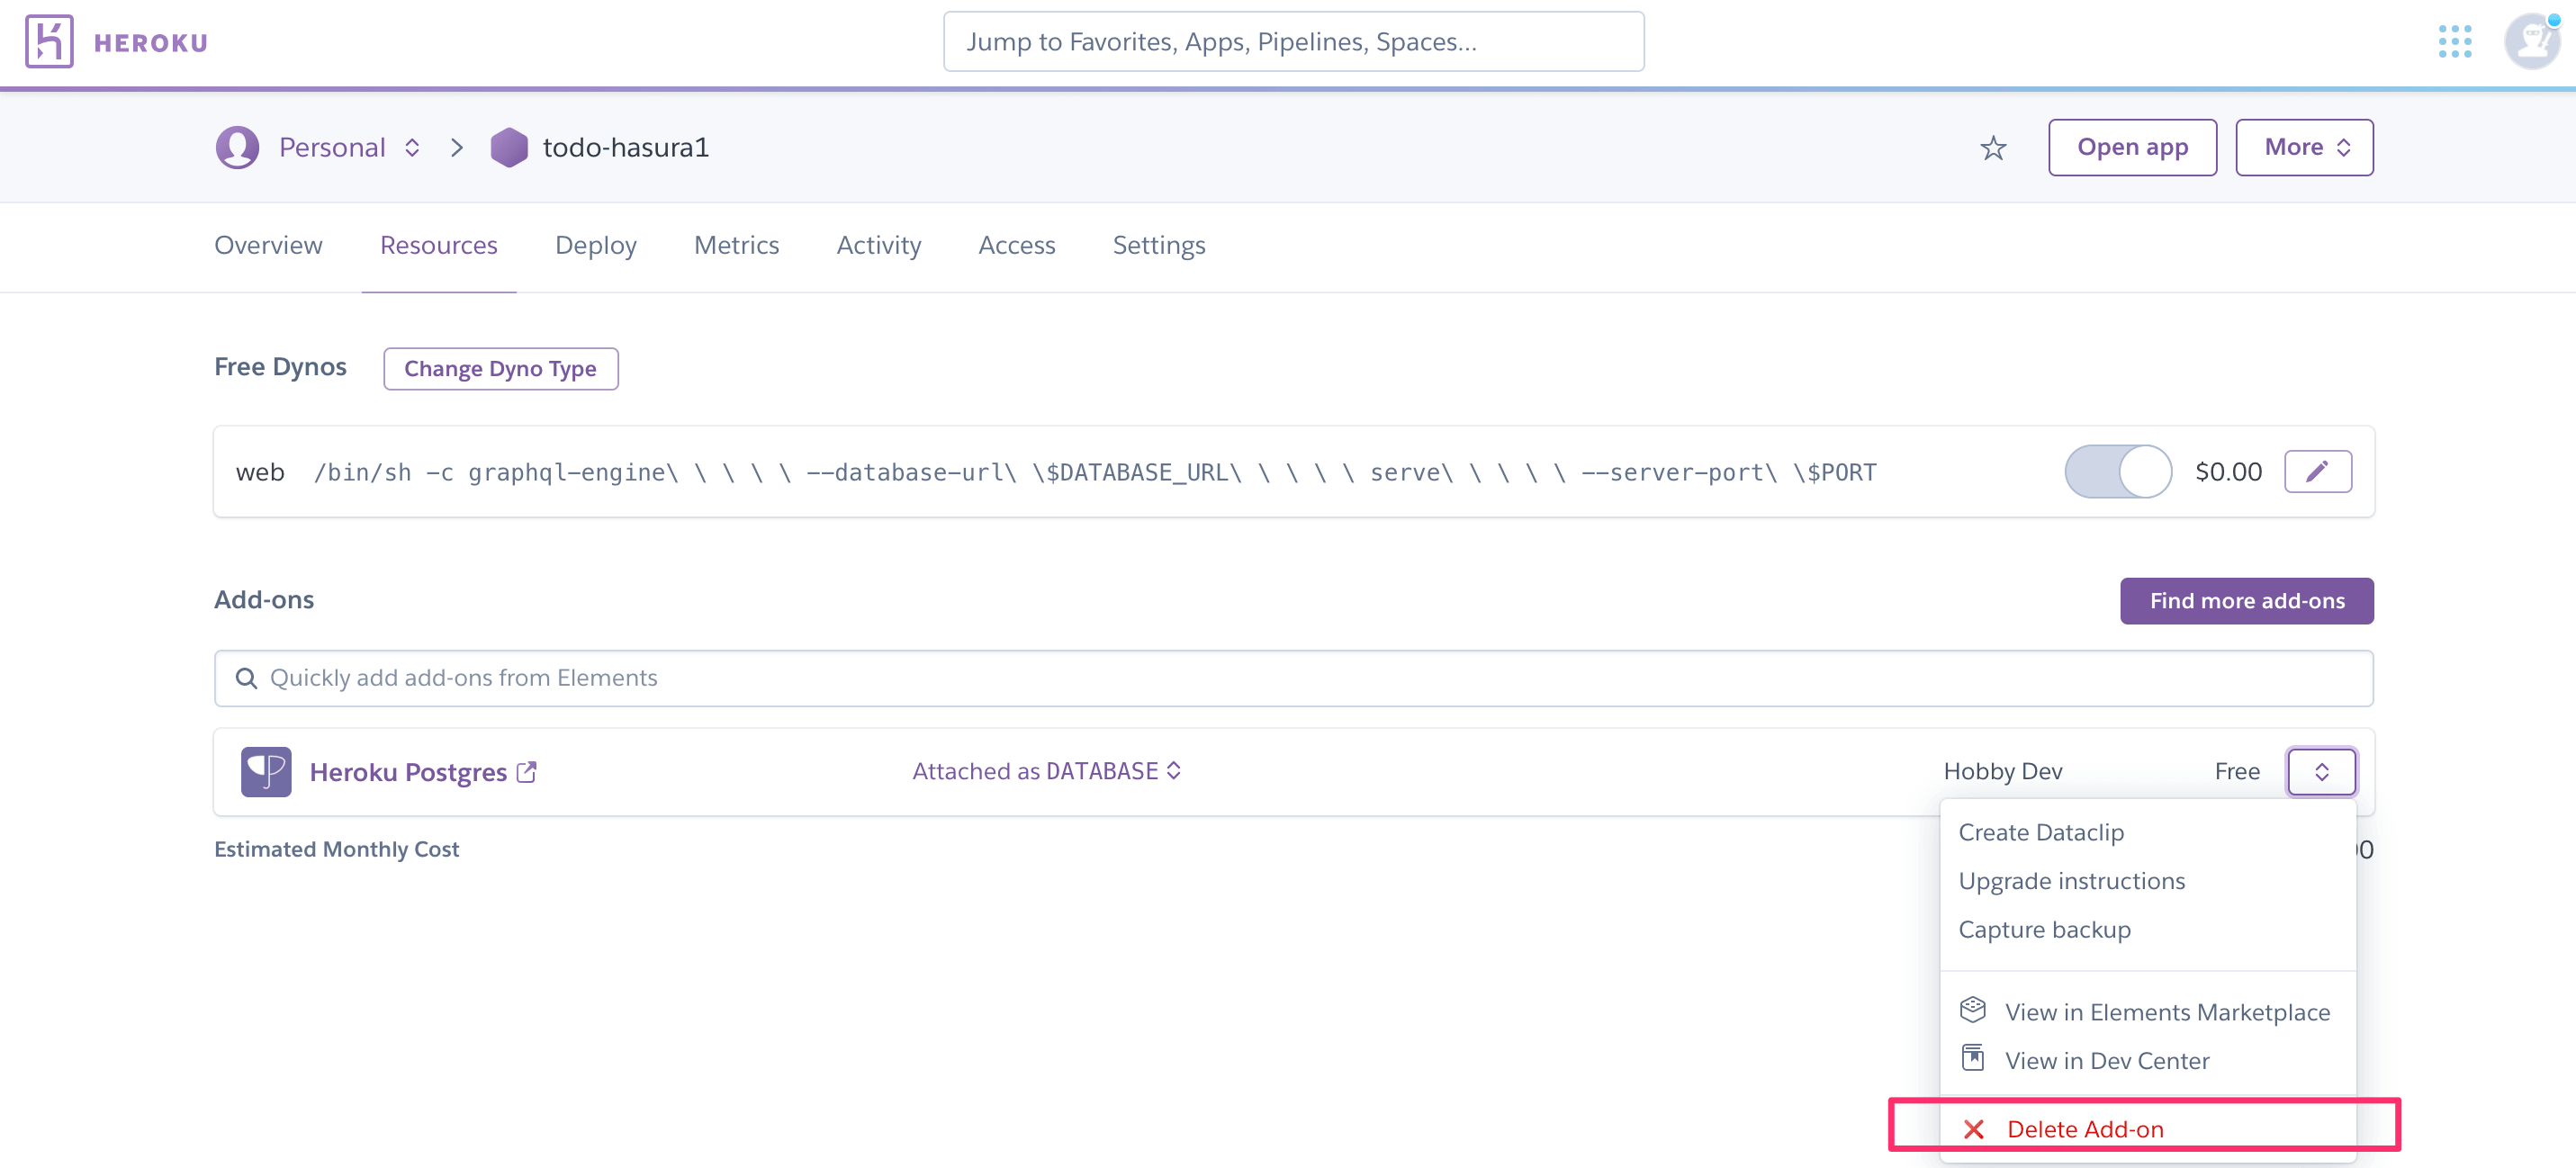 HEROKU
Jump to Favorites, Apps, Pipelines, Spaces...
Personal
todo-hasura1
Open app
More
Overview
Resources
Deploy
Metrics
Activity
Access
Settings
Free Dynos
Change Dyno Type
web /bin/sh -c graphql-engine\ \ \ \ \ --database-url\ \$DATABASE_URL\ \ \ \ \ serve\ \ \ \ \ --server-port\ \$PORT
$0.00
Add-ons
Find more add-ons
Quickly add add-ons from Elements
Heroku Postgres
Attached as DATABASE
Hobby Dev
Free
Estimated Monthly Cost
Create Dataclip
Upgrade instructions
Capture backup
View in Elements Marketplace
View in Dev Center
Delete Add-on